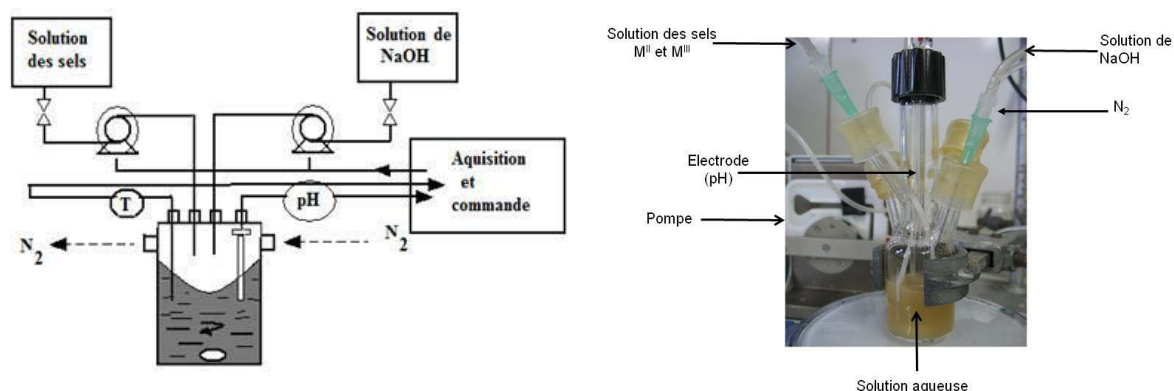 Solution
des sels
Solution de
NaOH
Aquisition
et
commande
T
pH
N2
N2
Solution des sels
MII et MIII
Solution de
NaOH
N2
Electrode
(pH)
Pompe
Solution aqueuse